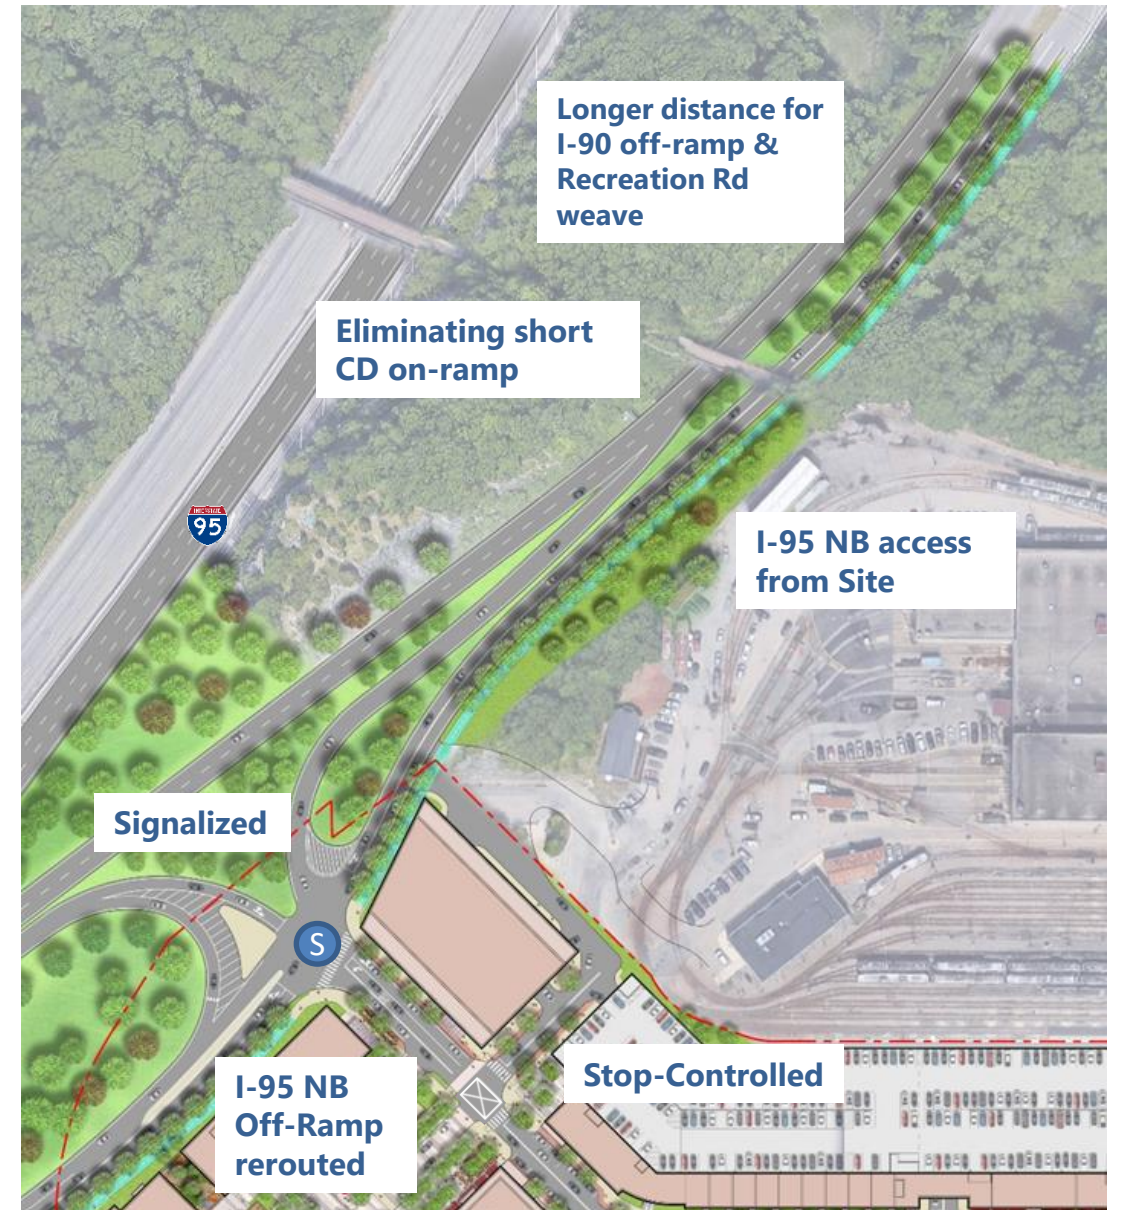 Longer distance for
I-90 off-ramp &
Recreation Rd
weave
Eliminating short
CD on-ramp
INTERSTATE
95
I-95 NB access
from Site
Signalized
S
Stop-Controlled
I-95 NB
Off-Ramp
rerouted